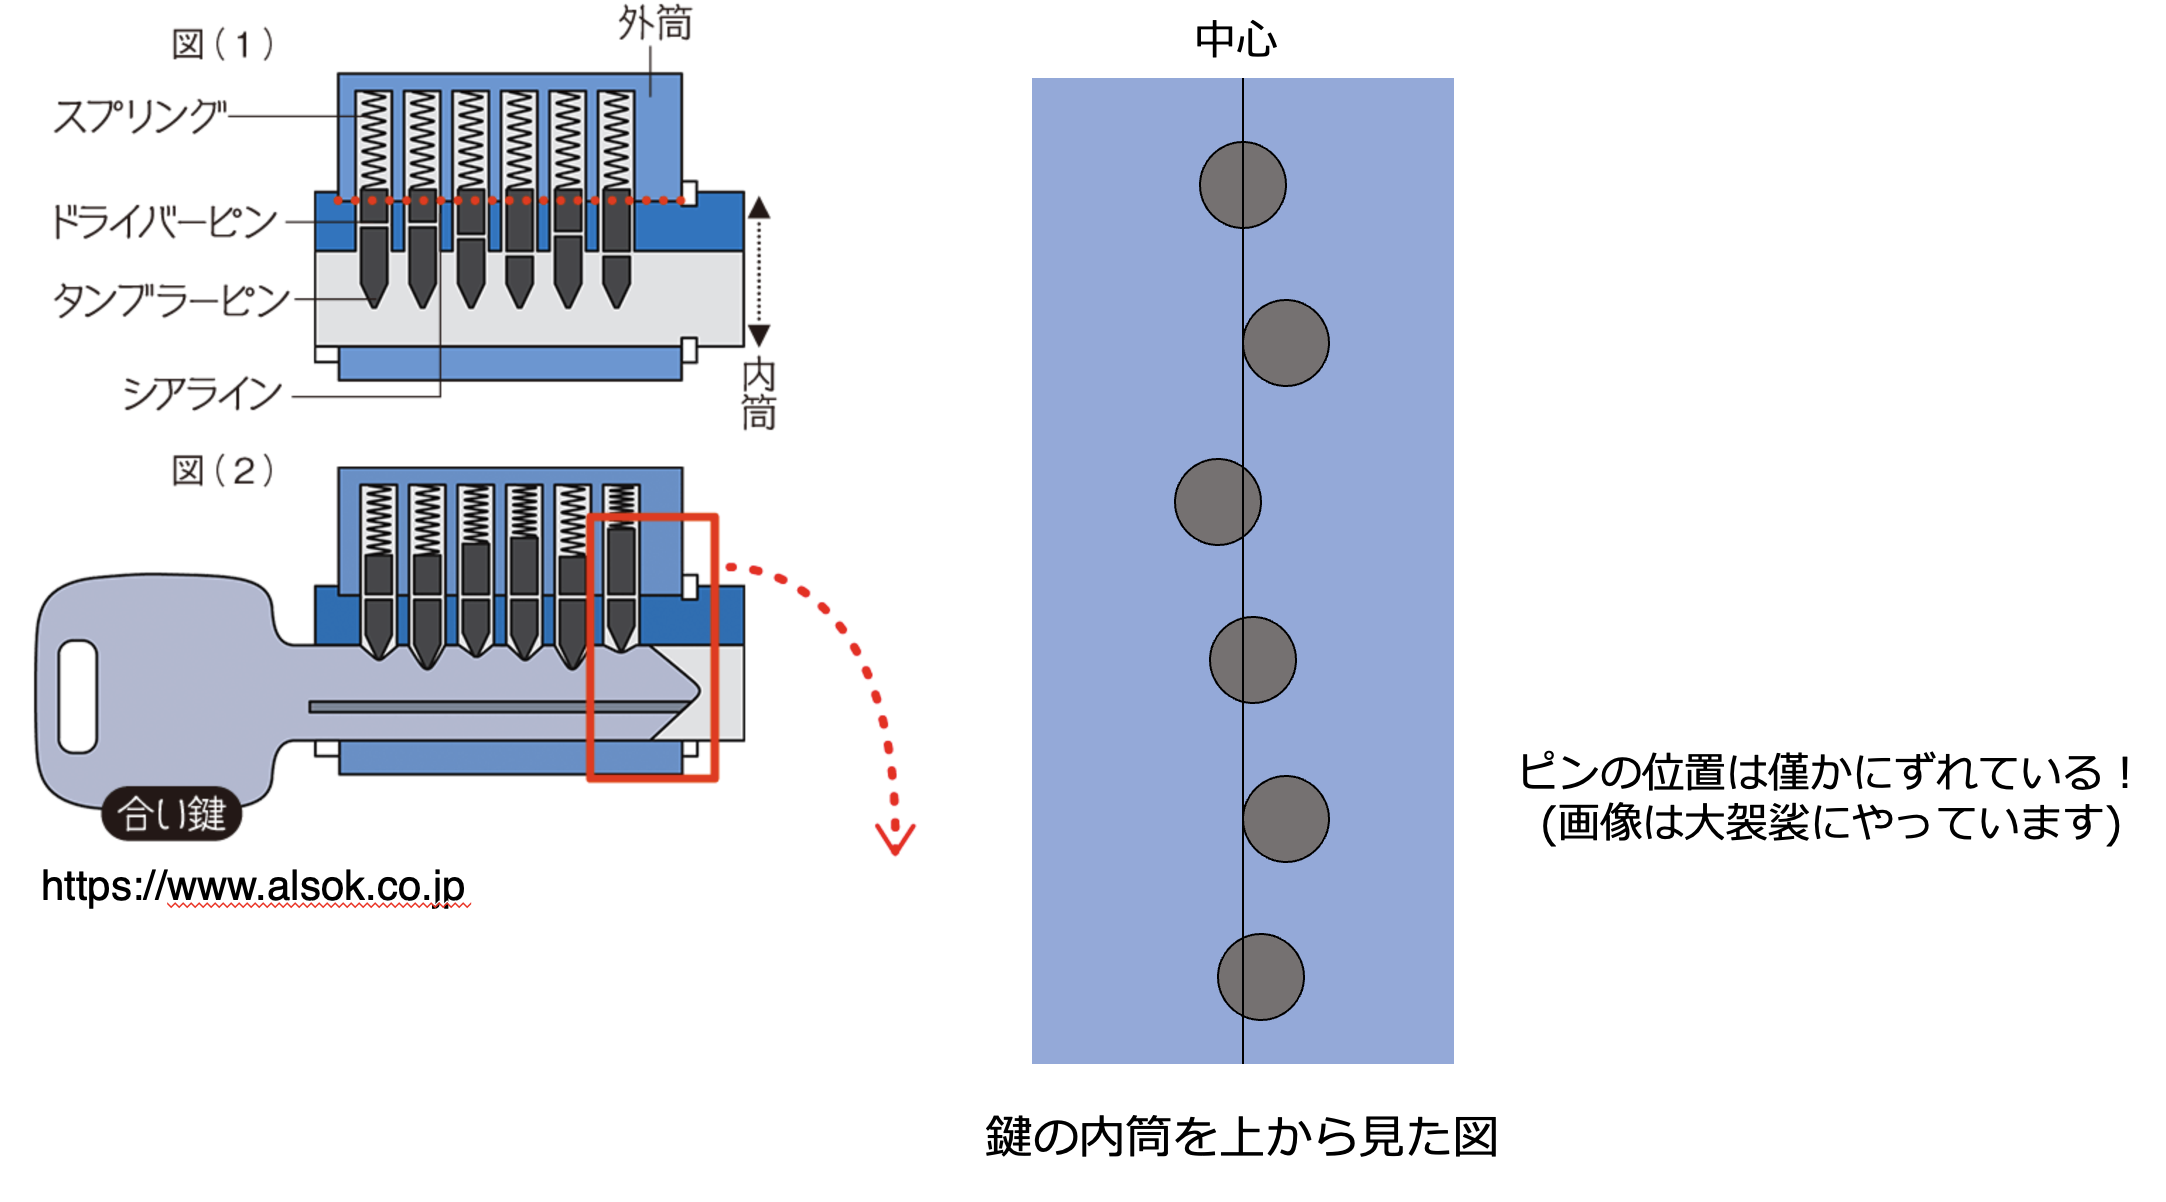 図(1)
外筒
スプリング
ドライバーピン
タンブラーピン
シアライン
内筒
図(2)
合い鍵
https://www.alsok.co.jp
中心
ピンの位置は僅かにずれている！
(画像は大袈裟にやっています)
鍵の内筒を上から見た図